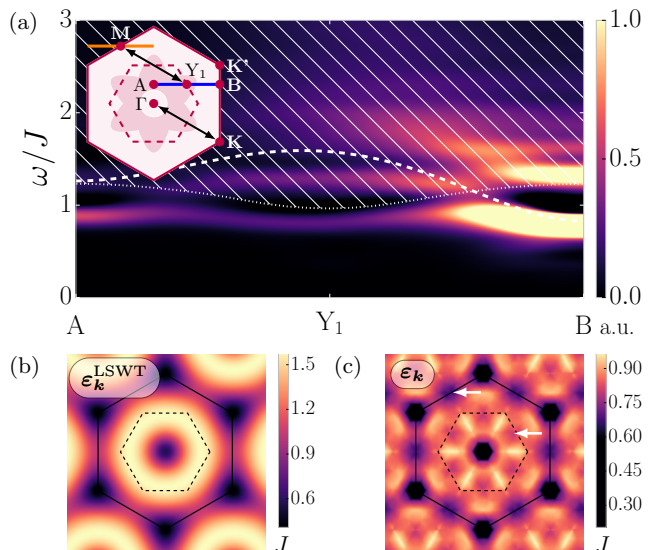 (a)
1.0
0.5
0.0
a.u.
3
2
1
0
ω/J
M
K'
Y₁
A
B
Γ
K
A
Y₁
B
(b)
ε_k^LSWT
1.5
1.2
0.9
0.6
J
(c)
ε_k
0.90
0.75
0.60
0.45
0.30
J